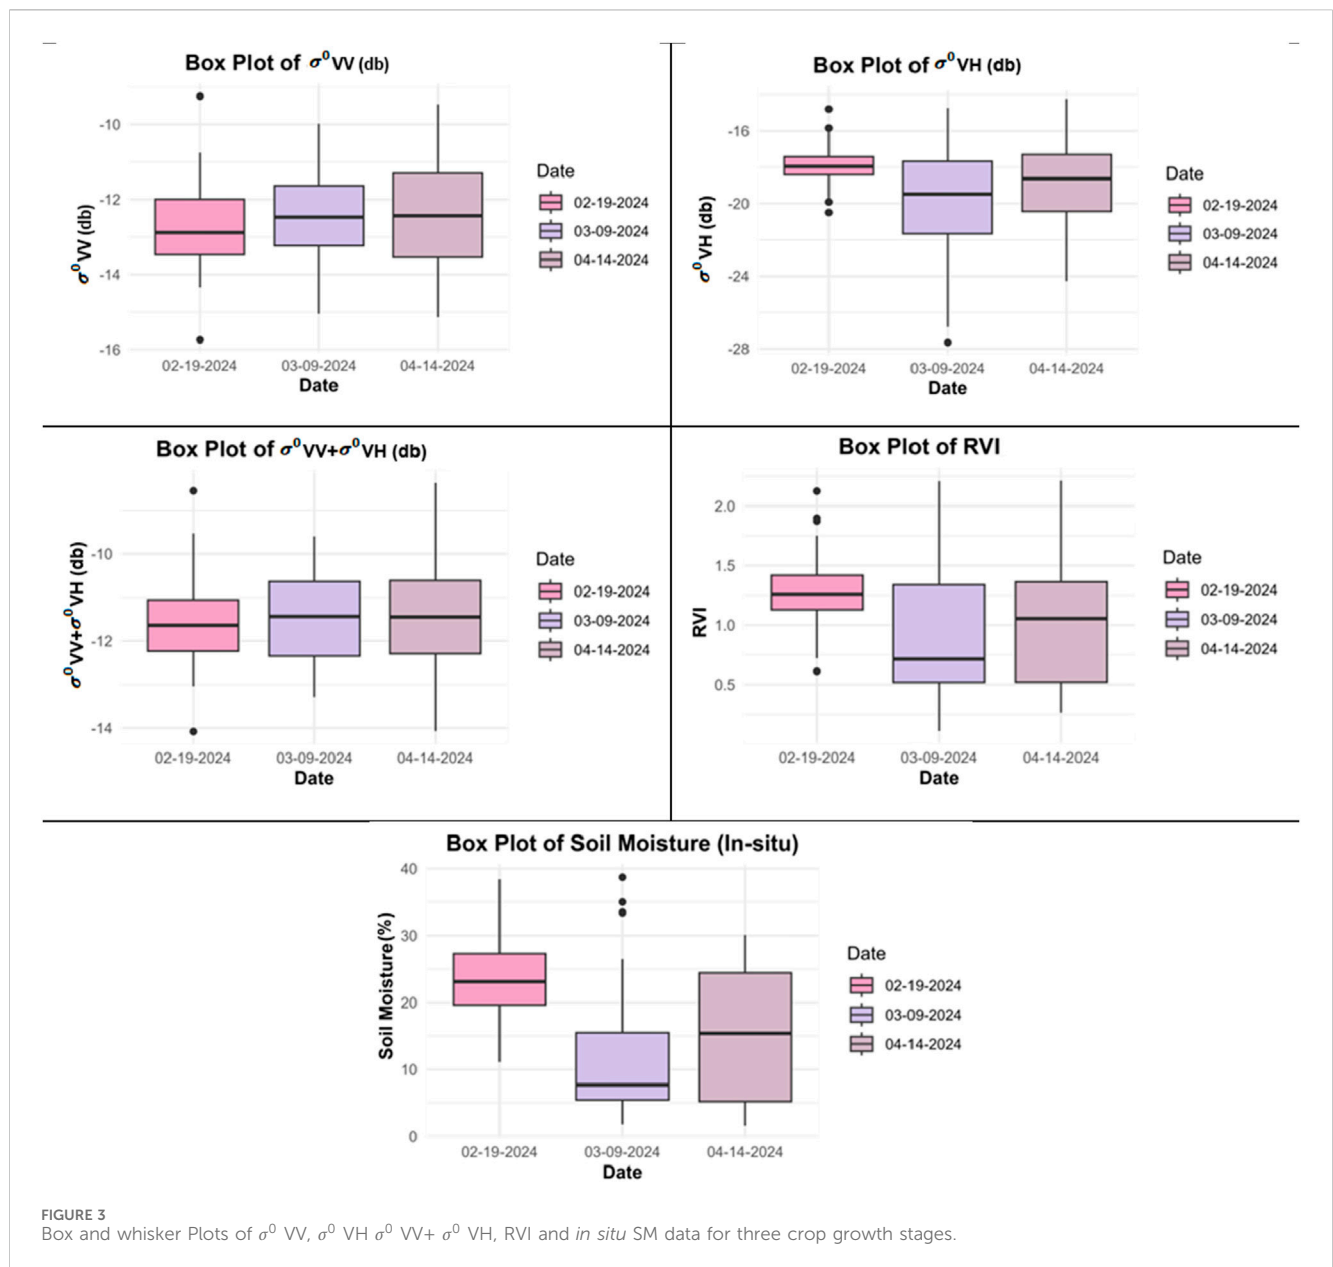 Box Plot of σ⁰VV (db)
-10
-12
-14
-16
σ⁰VV (db)
02-19-2024 03-09-2024 04-14-2024
Date
Date
02-19-2024
03-09-2024
04-14-2024
Box Plot of σ⁰VH (db)
-16
-20
-24
-28
σ⁰VH (db)
02-19-2024 03-09-2024 04-14-2024
Date
Date
02-19-2024
03-09-2024
04-14-2024
Box Plot of σ⁰VV+σ⁰VH (db)
-10
-12
-14
σ⁰VV+σ⁰VH (db)
02-19-2024 03-09-2024 04-14-2024
Date
Date
02-19-2024
03-09-2024
04-14-2024
Box Plot of RVI
2.0
1.5
1.0
0.5
RVI
02-19-2024 03-09-2024 04-14-2024
Date
Date
02-19-2024
03-09-2024
04-14-2024
Box Plot of Soil Moisture (In-situ)
40
30
20
10
0
Soil Moisture(%)
02-19-2024 03-09-2024 04-14-2024
Date
Date
02-19-2024
03-09-2024
04-14-2024
FIGURE 3
Box and whisker Plots of σ⁰ VV, σ⁰ VH σ⁰ VV+ σ⁰ VH, RVI and in situ SM data for three crop growth stages.